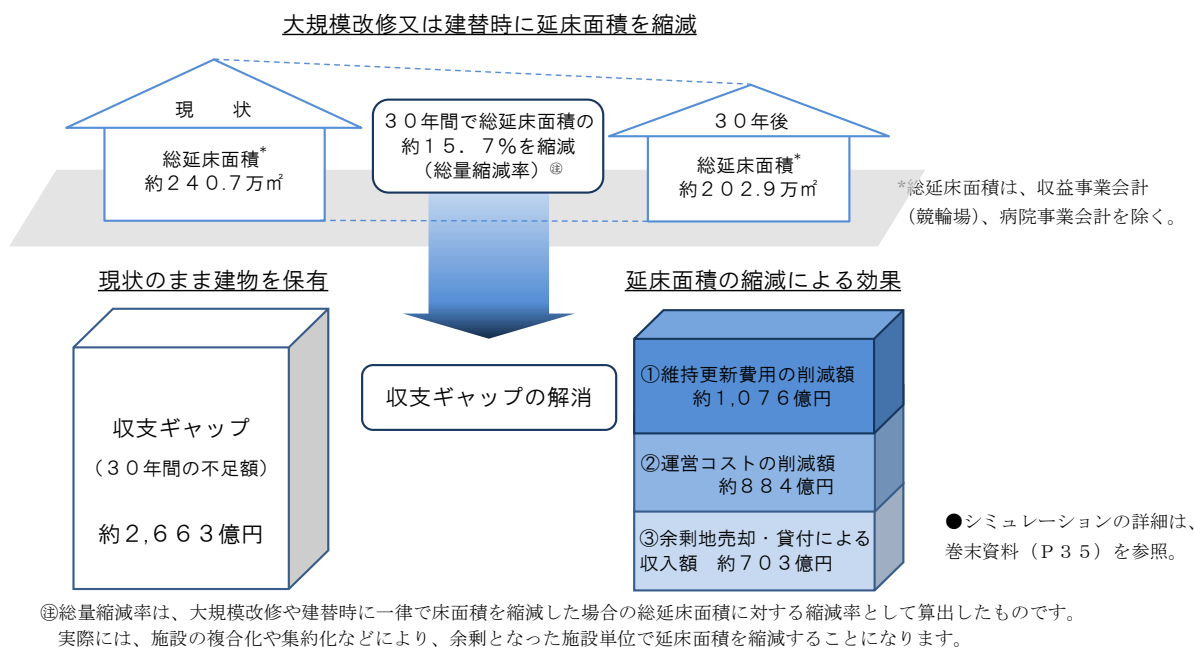 大規模改修又は建替時に延床面積を縮減
現　状
総延床面積*
約２４０.７万㎡
３０年間で総延床面積の
約１５．７％を縮減
（総量縮減率）㊟
３０年後
総延床面積*
約２０２.９万㎡
*総延床面積は、収益事業会計
（競輪場）、病院事業会計を除く。
現状のまま建物を保有
収支ギャップ
（３０年間の不足額）
約２,６６３億円
収支ギャップの解消
延床面積の縮減による効果
①維持更新費用の削減額
約１,０７６億円
②運営コストの削減額
約８８４億円
③余剰地売却・貸付による
収入額　約７０３億円
●シミュレーションの詳細は、
巻末資料（Ｐ３５）を参照。
㊟総量縮減率は、大規模改修や建替時に一律で床面積を縮減した場合の総延床面積に対する縮減率として算出したものです。
実際には、施設の複合化や集約化などにより、余剰となった施設単位で延床面積を縮減することになります。